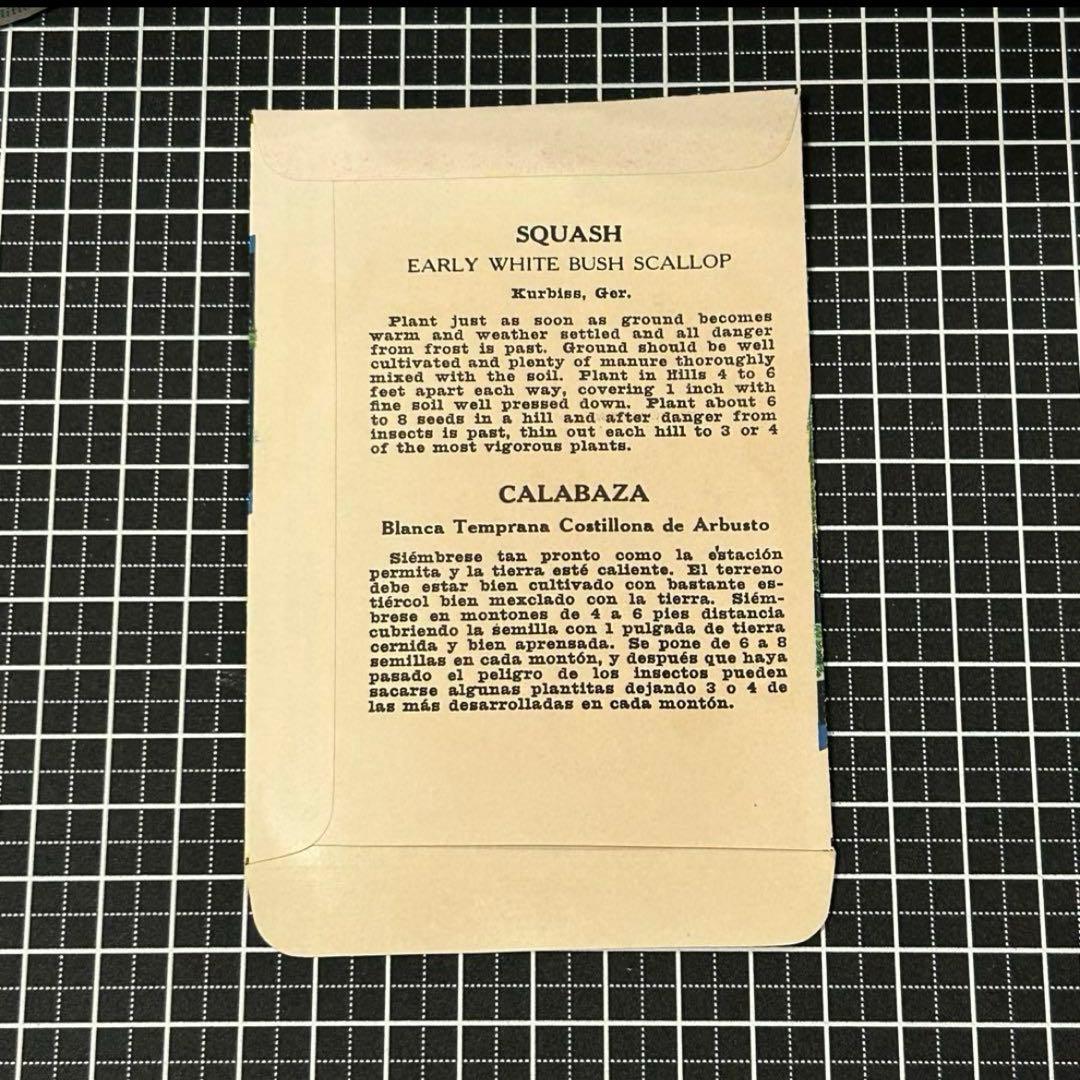 SQUASH
EARLY WHITE BUSH SCALLOP
Kurbiss, Ger.
Plant just as soon as ground becomes
warm and weather settled and all danger
from frost is past. Ground should be well
cultivated and plenty of manure thoroughly
mixed with the soil. Plant in Hills 4 to 6
feet apart each way, covering 1 inch with
fine soil well pressed down. Plant about 6
to 8 seeds in a hill and after danger from
insects is past, thin out each hill to 3 or 4
of the most vigorous plants.
CALABAZA
Blanca Temprana Costillona de Arbusto
Siémbrese tan pronto como la estación
permita y la tierra esté caliente. El terreno
debe estar bien cultivado con bastante es-
tiércol bien mexclado con la tierra. Siém-
brese en montones de 4 a 6 pies distancia
cubriendo la semilla con 1 pulgada de tierra
cernida y bien aprensada. Se pone de 6 a 8
semillas en cada montón, y después que haya
pasado el peligro de los insectos pueden
sacarse algunas plantitas dejando 3 o 4 de
las más desarrolladas en cada montón.